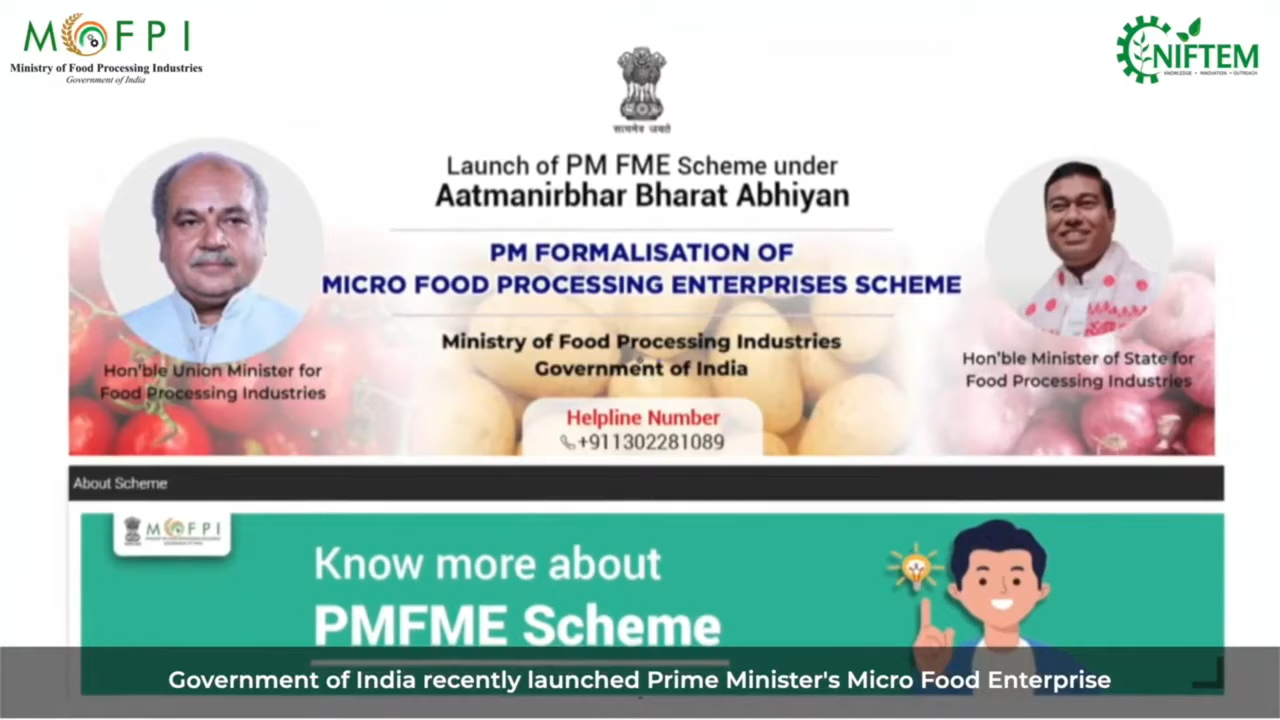 MOFPI
Ministry of Food Processing Industries
Government of India
NIFTEM
KNOWLEDGE • INNOVATION • OUTREACH
सत्यमेव जयते
Launch of PM FME Scheme under
Aatmanirbhar Bharat Abhiyan
PM FORMALISATION OF
MICRO FOOD PROCESSING ENTERPRISES SCHEME
Ministry of Food Processing Industries
Government of India
Hon'ble Union Minister for
Food Processing Industries
Hon'ble Minister of State for
Food Processing Industries
Helpline Number
+911302281089
About Scheme
MOFPI
Know more about
PMFME Scheme
Government of India recently launched Prime Minister's Micro Food Enterprise